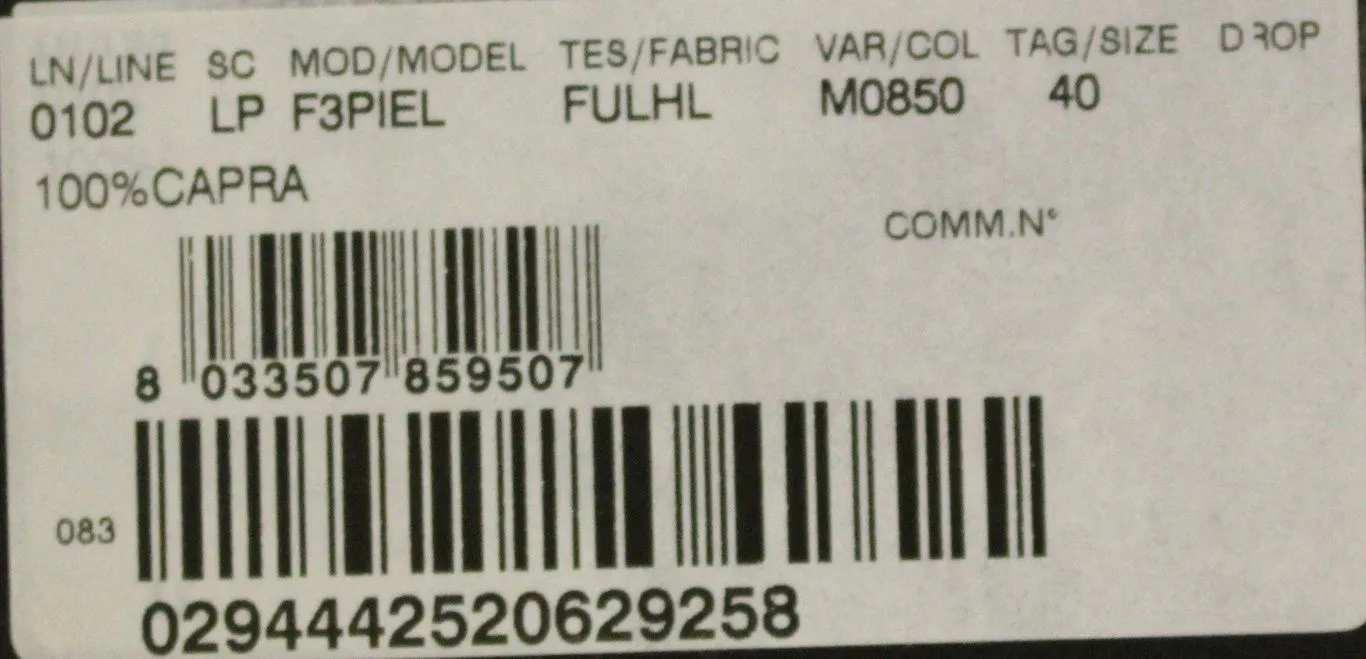 LN/LINE SC MOD/MODEL TES/FABRIC VAR/COL TAG/SIZE DROP
0102 LP F3PIEL FULHL M0850 40
100%CAPRA
COMM.N°
8 033507 859507
083
0294442520629258